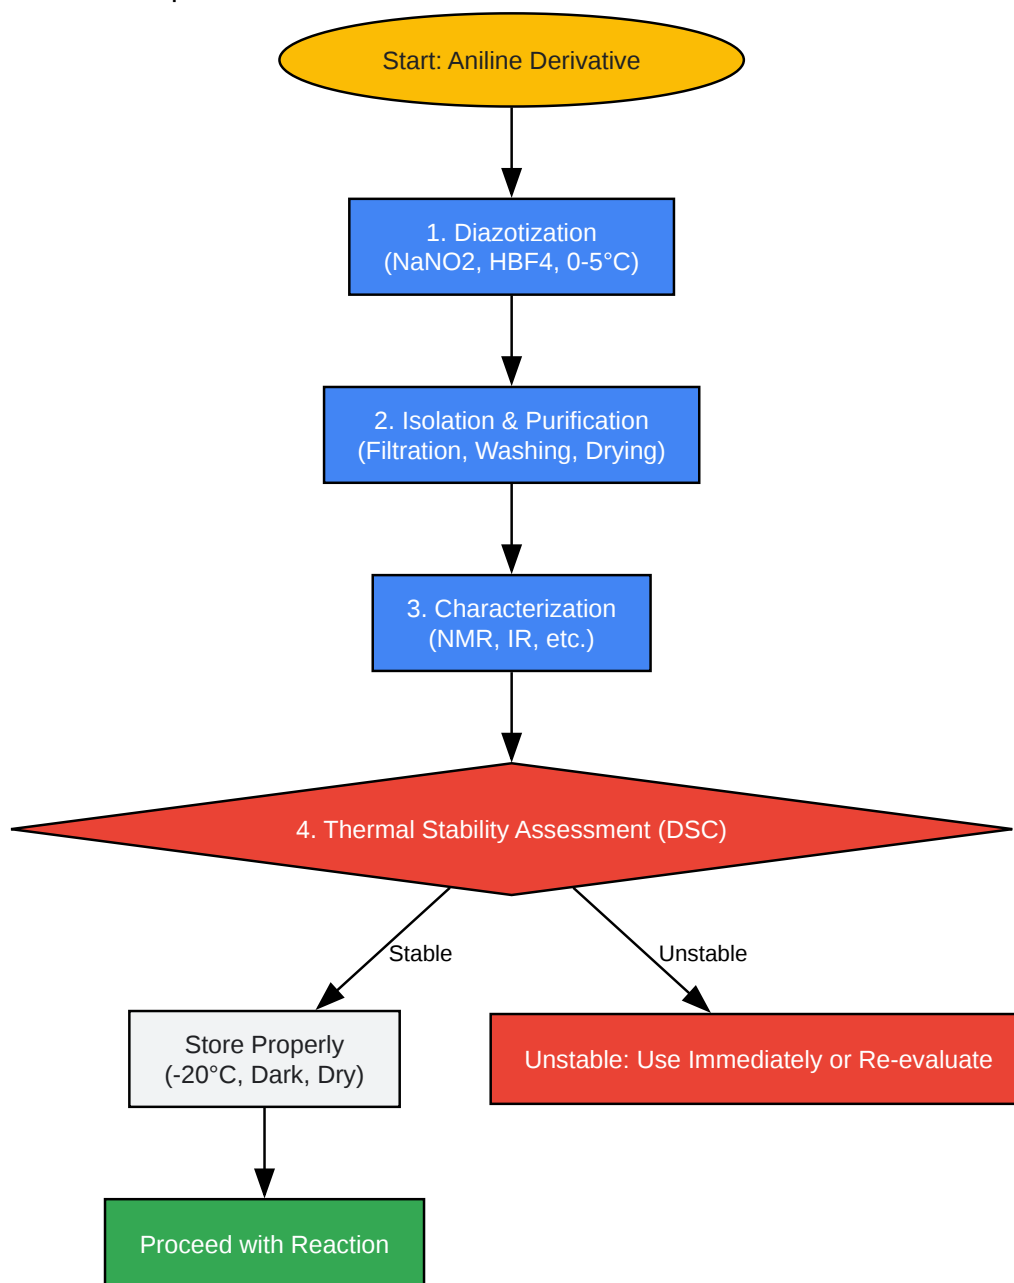 Start: Aniline Derivative
1. Diazotization
(NaNO2, HBF4, 0-5°C)
2. Isolation & Purification
(Filtration, Washing, Drying)
3. Characterization
(NMR, IR, etc.)
4. Thermal Stability Assessment (DSC)
Stable
Unstable
Store Properly
(-20°C, Dark, Dry)
Unstable: Use Immediately or Re-evaluate
Proceed with Reaction